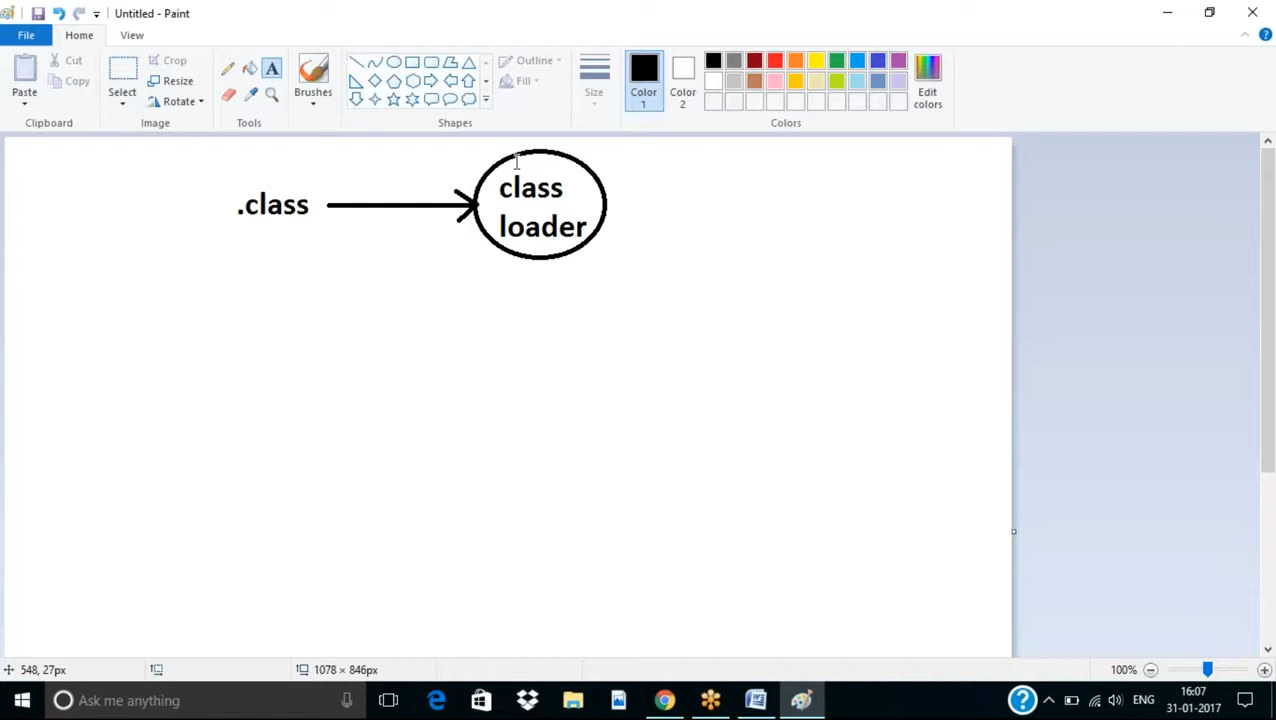 Untitled - Paint
File Home View
Paste
Cut
Copy
Clipboard
Select
Crop
Resize
Rotate
Image
A
Tools
Brushes
Shapes
Outline
Fill
Size
Color 1
Color 2
Edit colors
Colors
.class
class
loader
548, 27px
1078 × 846px
100%
Ask me anything
ENG
16:07
31-01-2017